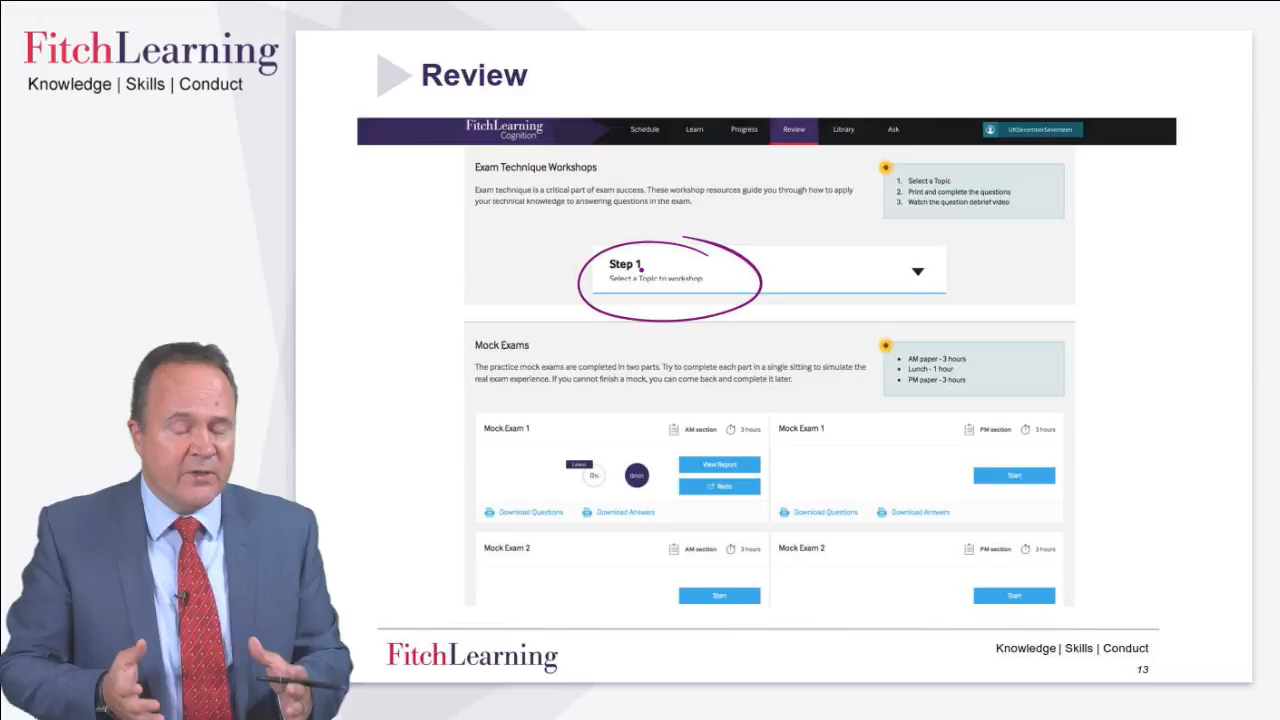 FitchLearning
Knowledge | Skills | Conduct
Review
FitchLearning
Cognition
Schedule
Learn
Progress
Review
Library
Ask
UKDecemberSeventeen
Exam Technique Workshops
Exam technique is a critical part of exam success. These workshop resources guide you through how to apply
your technical knowledge to answering questions in the exam.
1. Select a Topic
2. Print and complete the questions
3. Watch the question debrief video
Step 1
Select a Topic to workshop
Mock Exams
The practice mock exams are completed in two parts. Try to complete each part in a single sitting to simulate the
real exam experience. If you cannot finish a mock, you can come back and complete it later.
• AM paper - 3 hours
• Lunch - 1 hour
• PM paper - 3 hours
Mock Exam 1
AM section
3 hours
Latest
View Report
Redo
Download Questions
Download Answers
Mock Exam 1
PM section
3 hours
Start
Download Questions
Download Answers
Mock Exam 2
AM section
3 hours
Start
Mock Exam 2
PM section
3 hours
Start
FitchLearning
Knowledge | Skills | Conduct
13